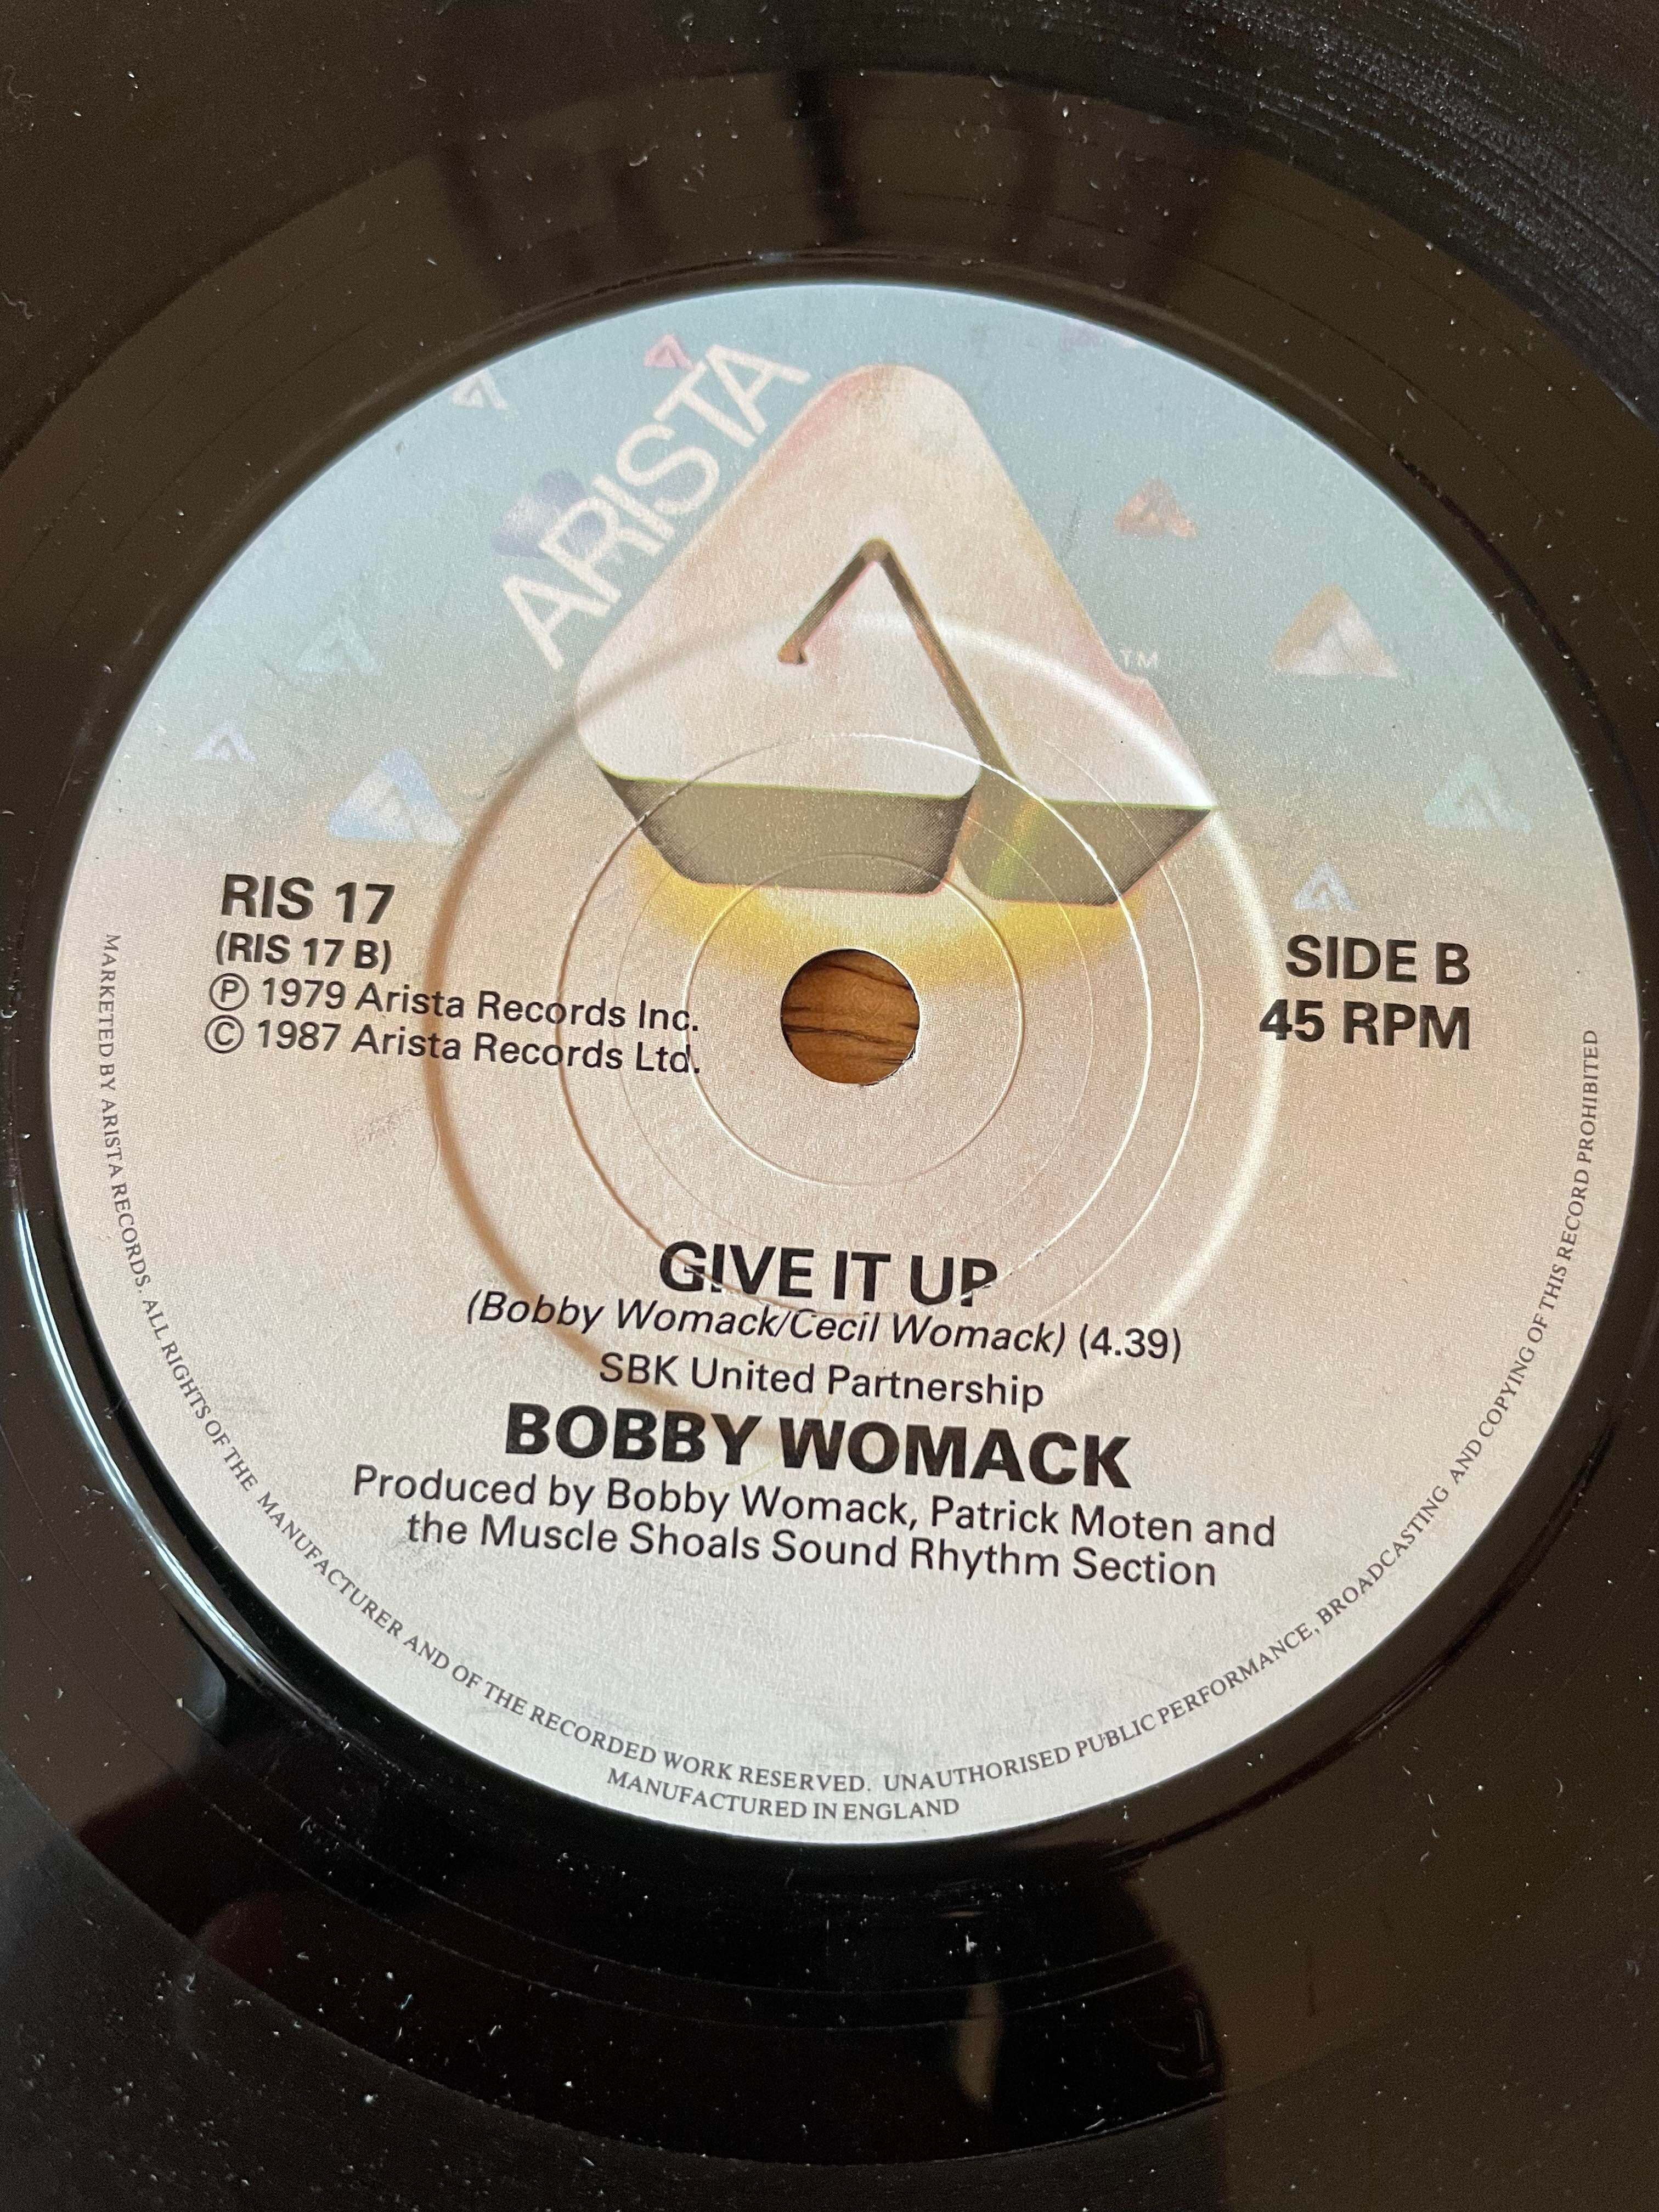 ARISTA
TM
RIS 17
(RIS 17 B)
Ⓟ 1979 Arista Records Inc.
© 1987 Arista Records Ltd.
SIDE B
45 RPM
GIVE IT UP
(Bobby Womack/Cecil Womack) (4.39)
SBK United Partnership
BOBBY WOMACK
Produced by Bobby Womack, Patrick Moten and
the Muscle Shoals Sound Rhythm Section
MARKETED BY ARISTA RECORDS. ALL RIGHTS OF THE MANUFACTURER AND OF THE RECORDED WORK RESERVED. UNAUTHORISED PUBLIC PERFORMANCE, BROADCASTING AND COPYING OF THIS RECORD PROHIBITED
MANUFACTURED IN ENGLAND